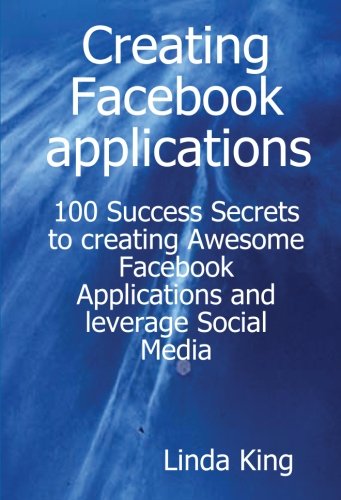 Creating
Facebook
applications
100 Success Secrets
to creating Awesome
Facebook
Applications and
leverage Social
Media
Linda King